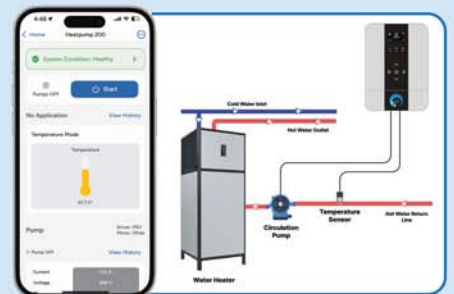 4:45
Home
Heatpump 200
System Condition: Healthy
Pumps OFF
Start
No Application
View History
Temperature Mode
Temperature
Pump
Pump OFF
View History
Current
Voltage
Cold Water Inlet
Hot Water Outlet
Circulation
Pump
Temperature
Sensor
Hot Water Return
Line
Water Heater